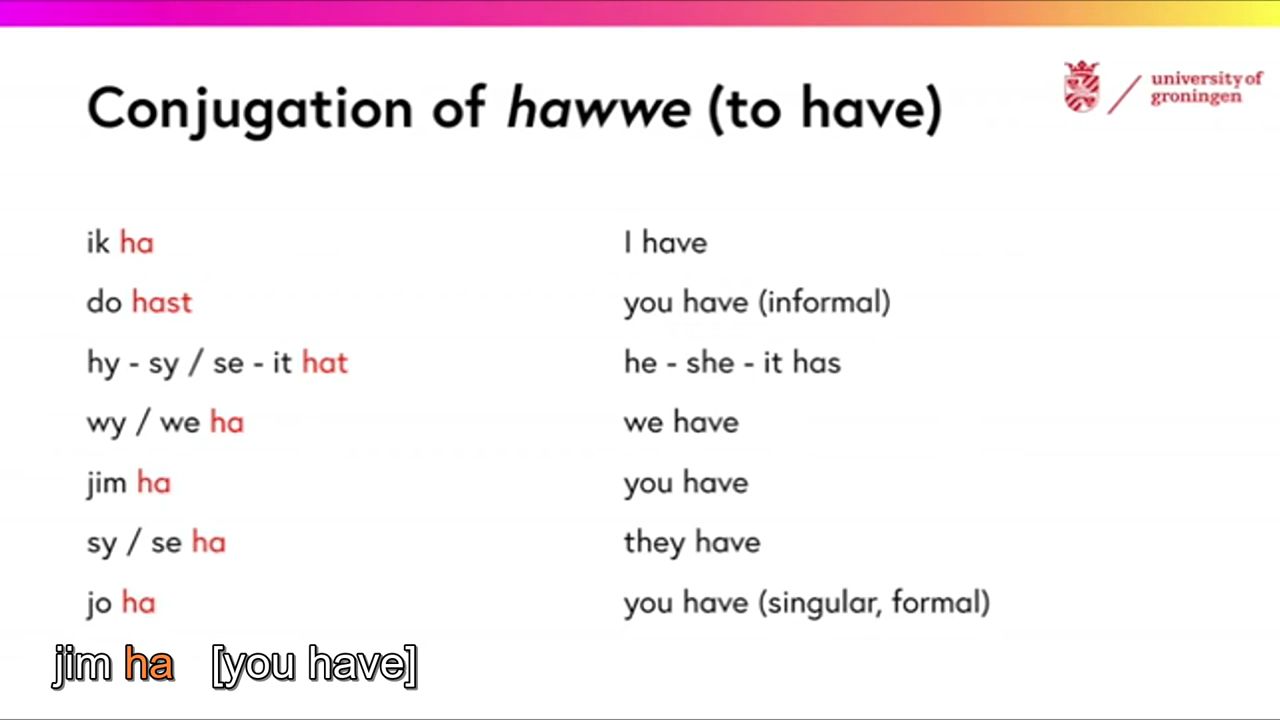 Conjugation of hawwe (to have)
university of
groningen
ik ha I have
do hast you have (informal)
hy - sy / se - it hat he - she - it has
wy / we ha we have
jim ha you have
sy / se ha they have
jo ha you have (singular, formal)
jim ha [you have]